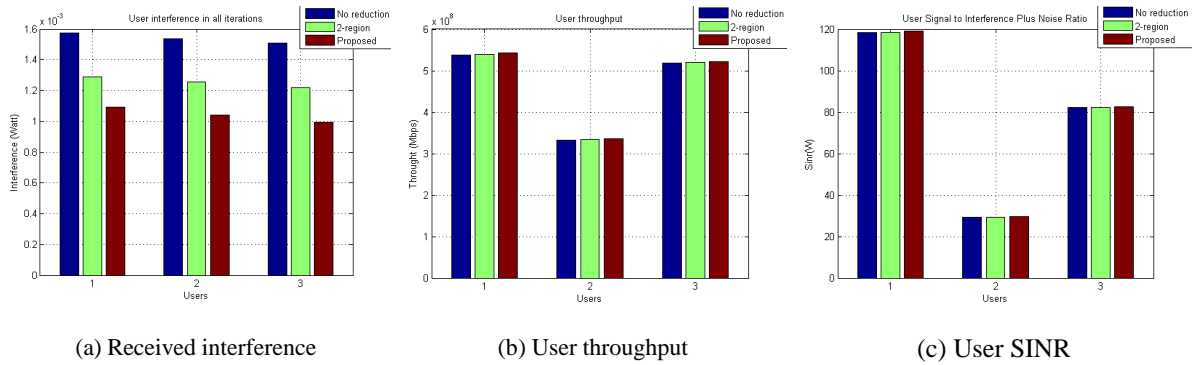 User interference in all iterations
x 10⁻³
No reduction
2-region
Proposed
1.6
1.4
1.2
1
0.8
0.6
0.4
0.2
0
Interference (Watt)
1 2 3
Users
(a) Received interference
User throughput
x 10⁸
No reduction
2-region
Proposed
6
5
4
3
2
1
0
Throught (Mbps)
1 2 3
Users
(b) User throughput
User Signal to Interference Plus Noise Ratio
No reduction
2-region
Proposed
120
100
80
60
40
20
0
Sinr(W)
1 2 3
Users
(c) User SINR